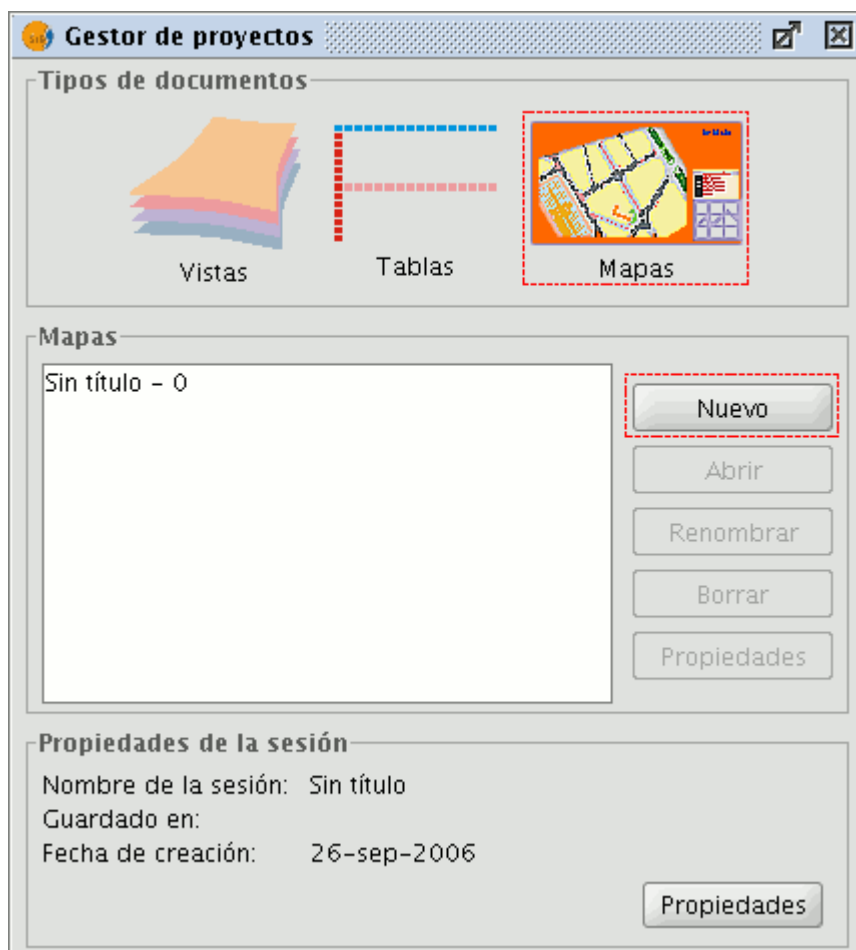 Gestor de proyectos
Tipos de documentos
Vistas
Tablas
Mapas
Mapas
Sin título - 0
Nuevo
Abrir
Renombrar
Borrar
Propiedades
Propiedades de la sesión
Nombre de la sesión: Sin título
Guardado en:
Fecha de creación: 26-sep-2006
Propiedades